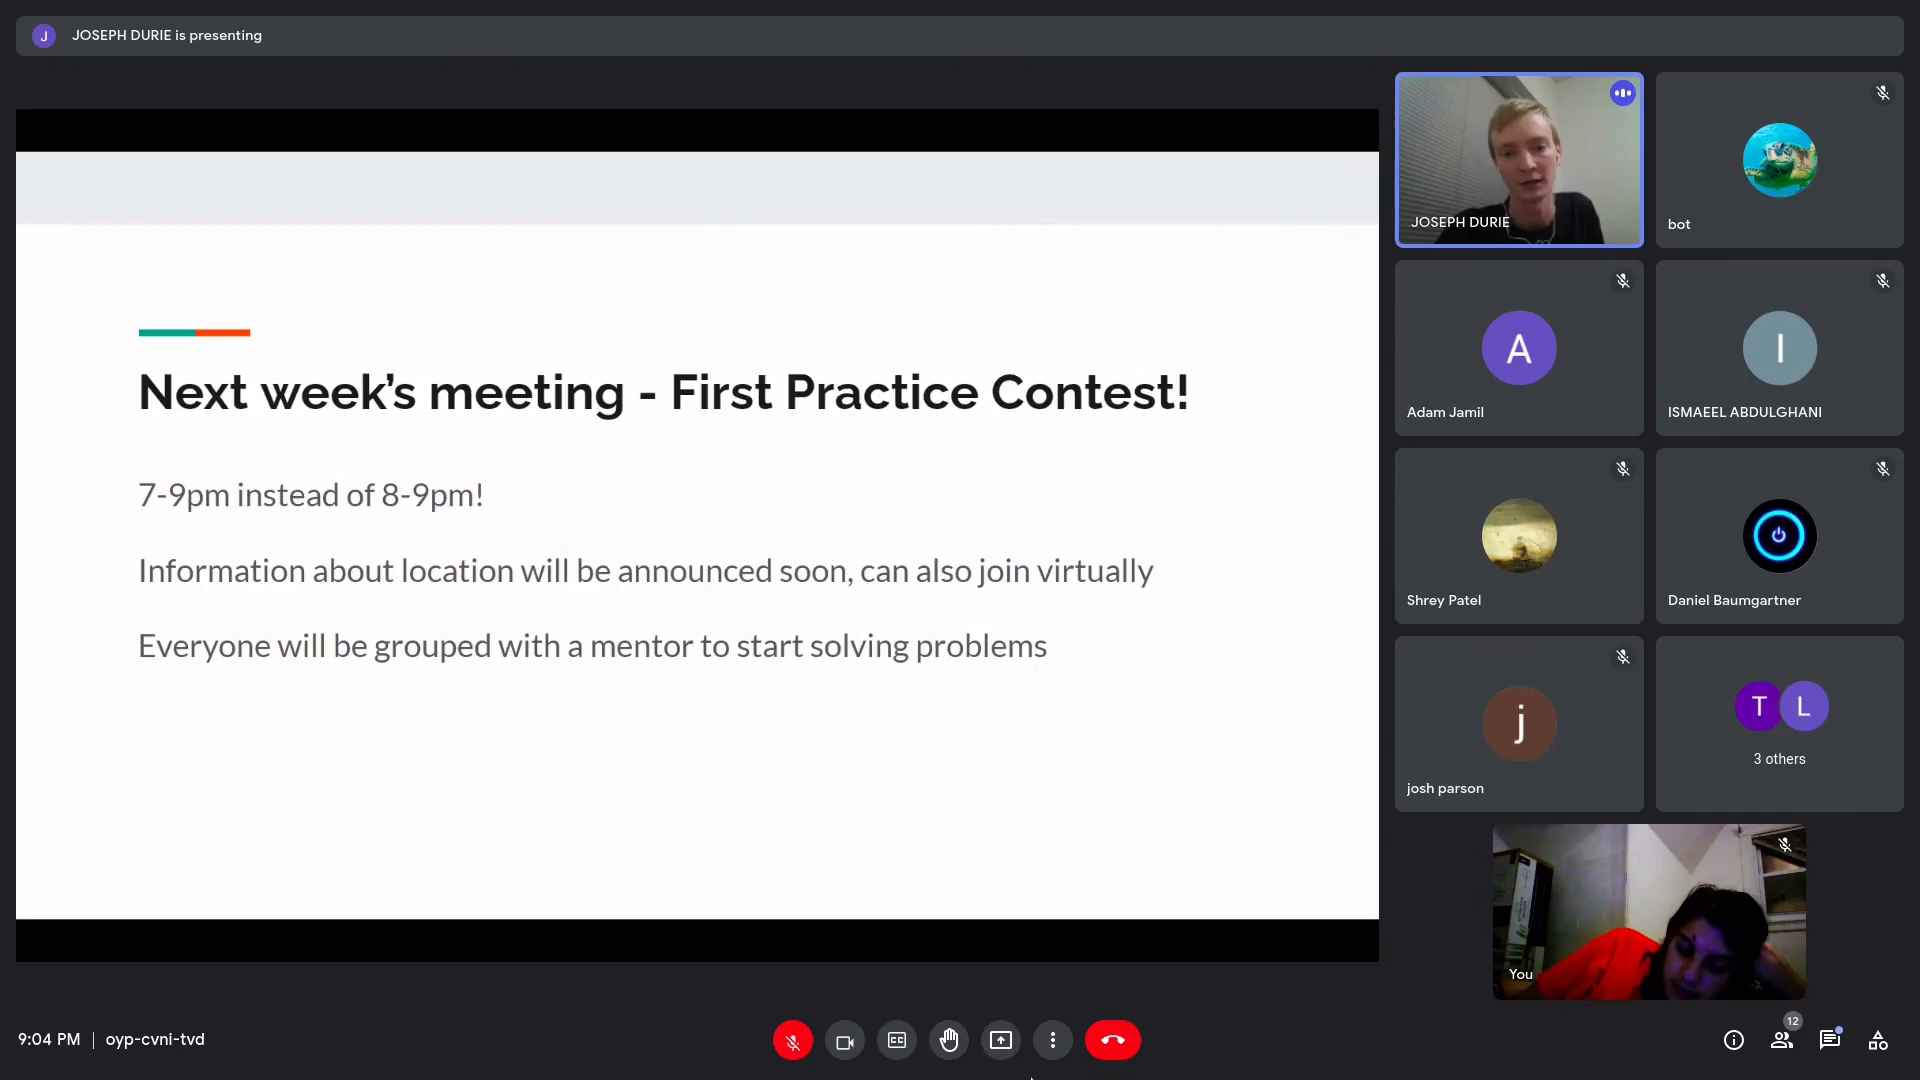 J JOSEPH DURIE is presenting
Next week's meeting - First Practice Contest!
7-9pm instead of 8-9pm!
Information about location will be announced soon, can also join virtually
Everyone will be grouped with a mentor to start solving problems
JOSEPH DURIE
bot
A
Adam Jamil
I
ISMAEEL ABDULGHANI
Shrey Patel
Daniel Baumgartner
j
josh parson
T L
3 others
You
9:04 PM | oyp-cvni-tvd
CC
12